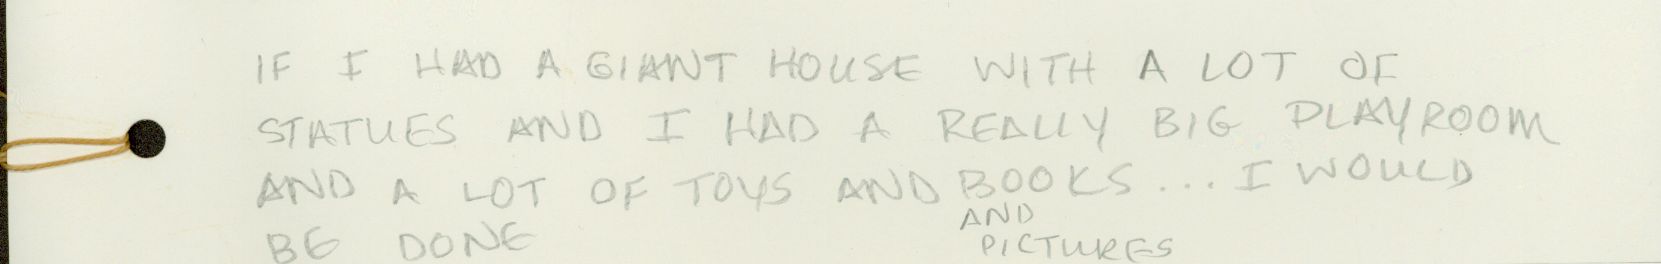 IF I HAD A GIANT HOUSE WITH A LOT OF
STATUES AND I HAD A REALLY BIG PLAYROOM
AND A LOT OF TOYS AND BOOKS... I WOULD
AND
BE DONE PICTURES